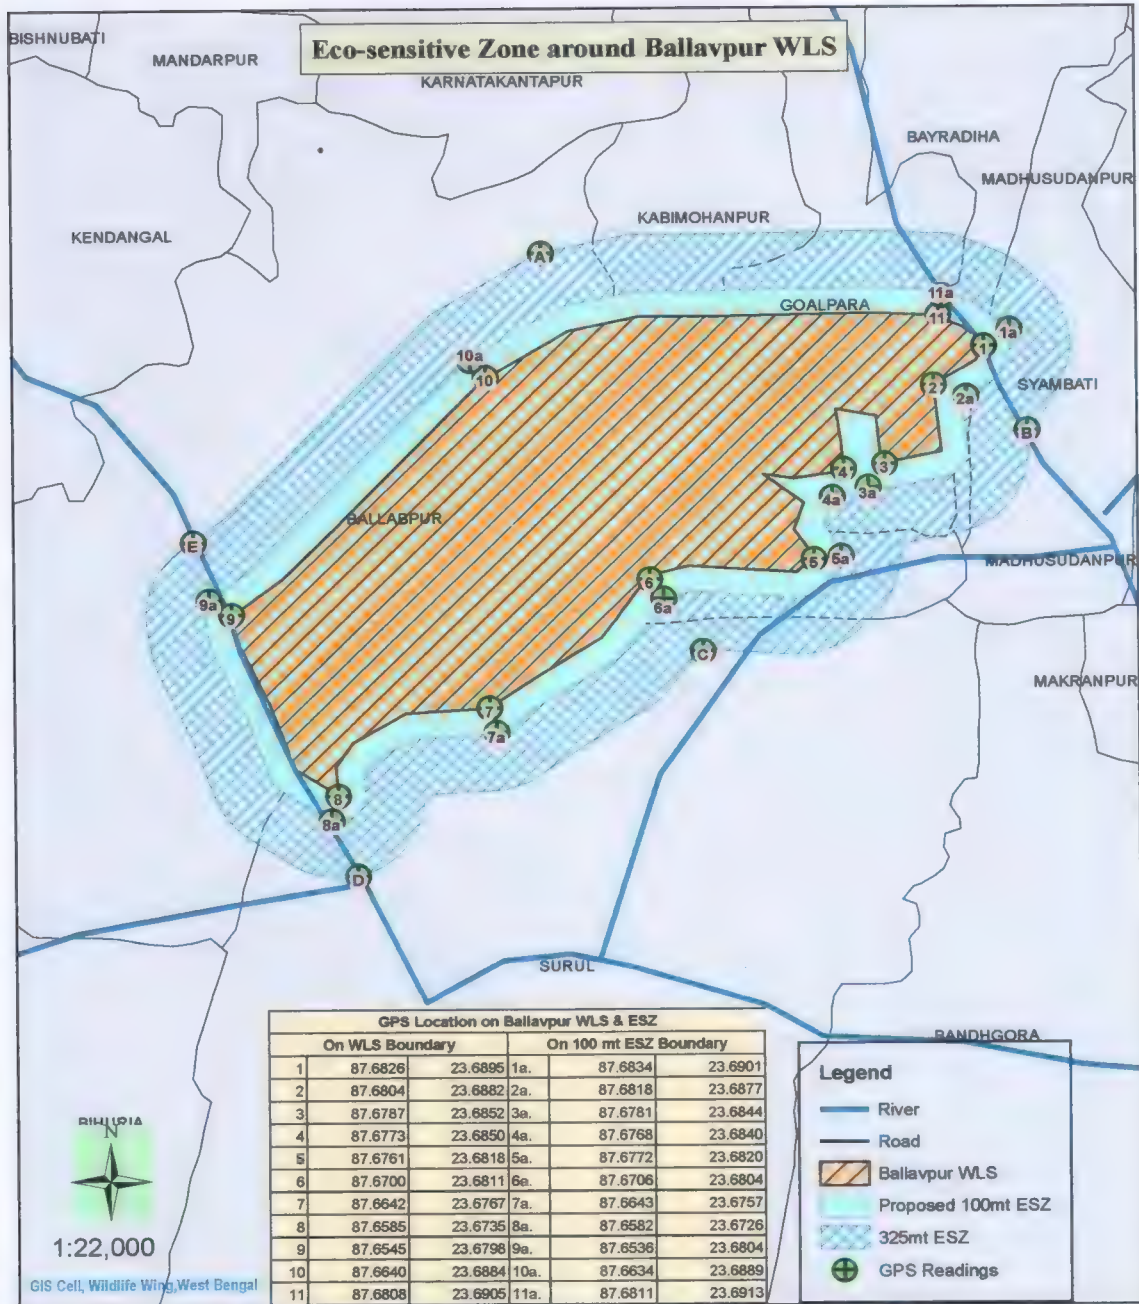 Eco-sensitive Zone around Ballavpur WLS
BISHNUBATI
MANDARPUR
KARNATAKANTAPUR
BAYRADIHA
MADHUSUDANPUR
KENDANGAL
KABIMOHANPUR
A
11a
GOALPARA
11
1a
1
10a
10
2
2a
SYAMBATI
B
3
4
3a
4a
BALLABPUR
E
5
5a
MADHUSUDANPUR
6
6a
9a
9
C
MAKRANPUR
7
7a
8
8a
D
SURUL
BANDHGORA
BIHURIA
N
1:22,000
GIS Cell, Wildlife Wing,West Bengal
GPS Location on Ballavpur WLS & ESZ
On WLS Boundary On 100 mt ESZ Boundary
1 87.6826 23.6895 1a. 87.6834 23.6901
2 87.6804 23.6882 2a. 87.6818 23.6877
3 87.6787 23.6852 3a. 87.6781 23.6844
4 87.6773 23.6850 4a. 87.6768 23.6840
5 87.6761 23.6818 5a. 87.6772 23.6820
6 87.6700 23.6811 6a. 87.6706 23.6804
7 87.6642 23.6767 7a. 87.6643 23.6757
8 87.6585 23.6735 8a. 87.6582 23.6726
9 87.6545 23.6798 9a. 87.6536 23.6804
10 87.6640 23.6884 10a. 87.6634 23.6889
11 87.6808 23.6905 11a. 87.6811 23.6913
Legend
River
Road
Ballavpur WLS
Proposed 100mt ESZ
325mt ESZ
GPS Readings